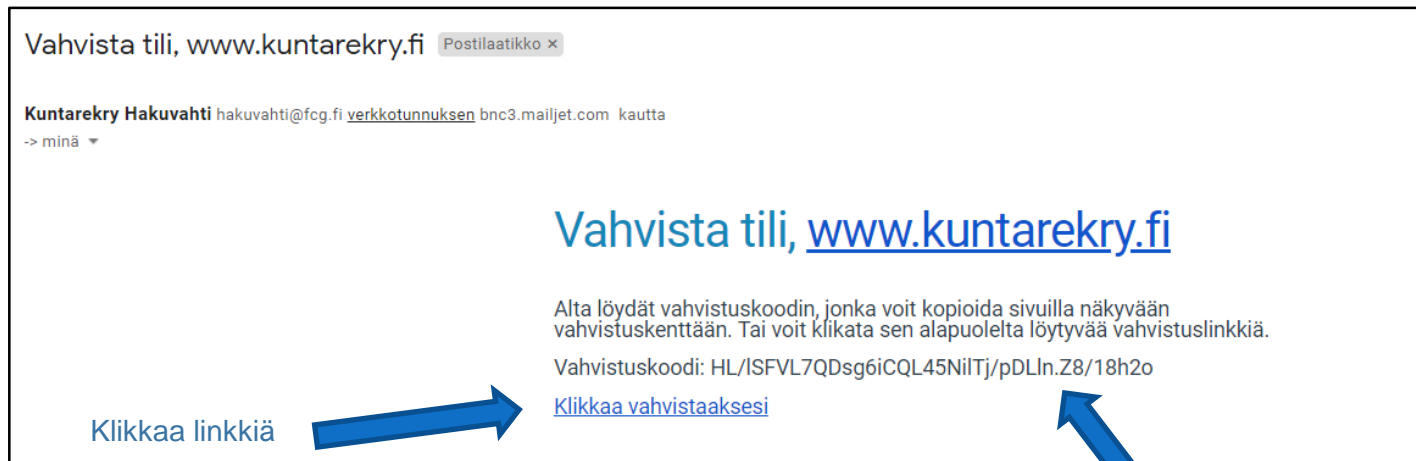 Vahvista tili, www.kuntarekry.fi Postilaatikko ×
Kuntarekry Hakuvahti hakuvahti@fcg.fi verkkotunnuksen bnc3.mailjet.com kautta
-> minä
Vahvista tili, www.kuntarekry.fi
Alta löydät vahvistuskoodin, jonka voit kopioida sivuilla näkyvään
vahvistuskenttään. Tai voit klikata sen alapuolelta löytyvää vahvistuslinkkiä.
Vahvistuskoodi: HL/lSFVL7QDsg6iCQL45NilTj/pDLln.Z8/18h2o
Klikkaa vahvistaaksesi
Klikkaa linkkiä